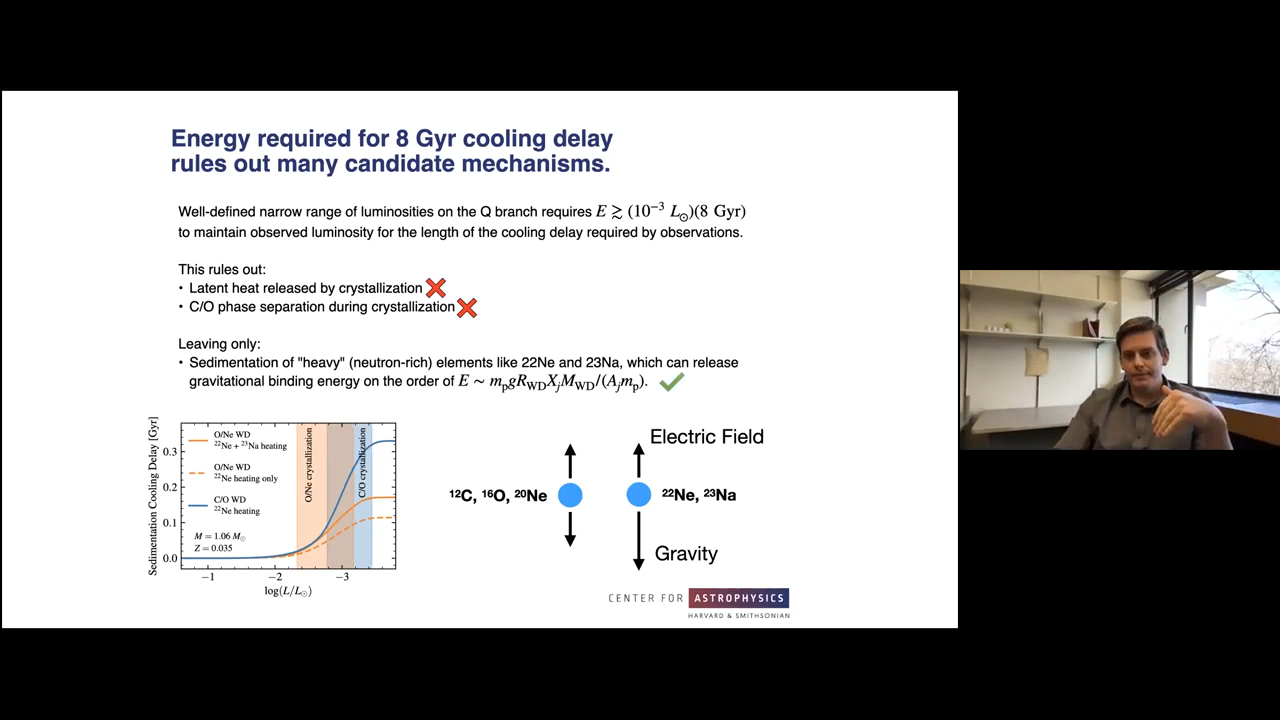 Energy required for 8 Gyr cooling delay
rules out many candidate mechanisms.
Well-defined narrow range of luminosities on the Q branch requires E ≳ (10⁻³ L☉)(8 Gyr)
to maintain observed luminosity for the length of the cooling delay required by observations.
This rules out:
• Latent heat released by crystallization ❌
• C/O phase separation during crystallization ❌
Leaving only:
• Sedimentation of "heavy" (neutron-rich) elements like 22Ne and 23Na, which can release
gravitational binding energy on the order of E ∼ mₚgR_WD X_j M_WD/(A_j mₚ).
Sedimentation Cooling Delay [Gyr]
0.3
0.2
0.1
0.0
O/Ne WD
²²Ne + ²³Na heating
O/Ne WD
²²Ne heating only
C/O WD
²²Ne heating
M = 1.06 M☉
Z = 0.035
O/Ne crystallization
C/O crystallization
−1 −2 −3
log(L/L☉)
Electric Field
¹²C, ¹⁶O, ²⁰Ne
²²Ne, ²³Na
Gravity
CENTER FOR ASTROPHYSICS
HARVARD & SMITHSONIAN